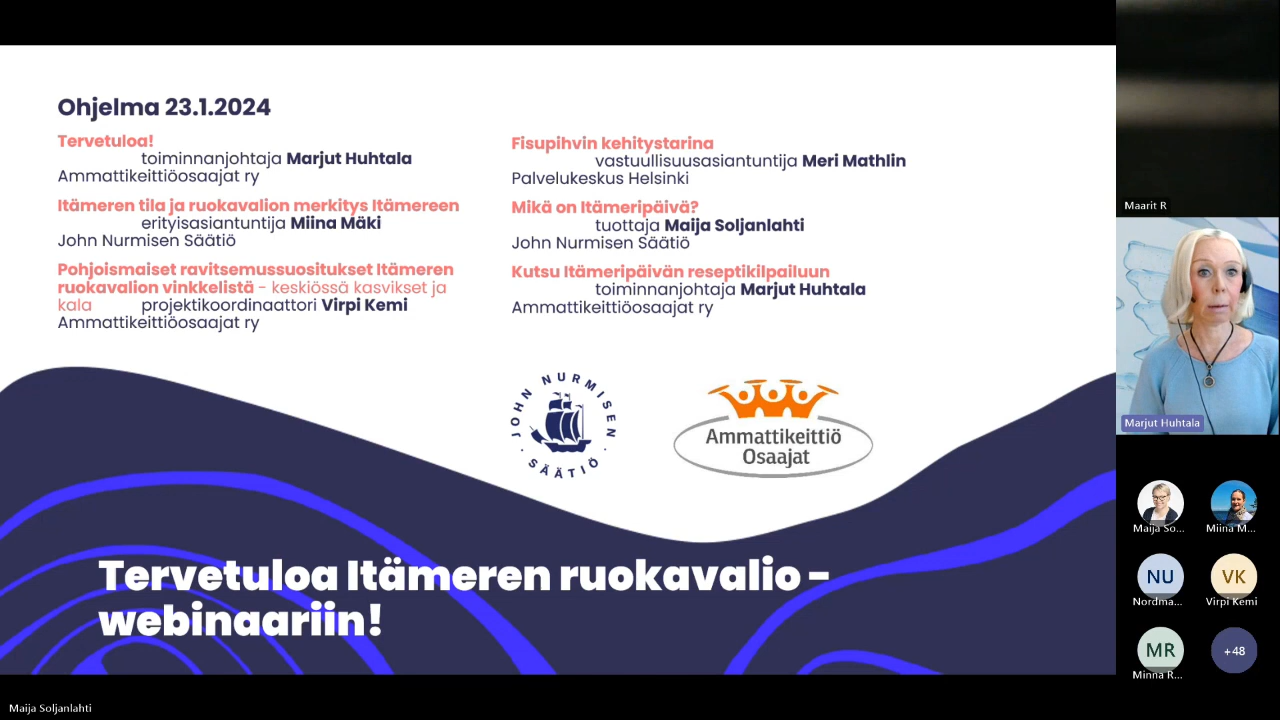 Ohjelma 23.1.2024
Tervetuloa!
toiminnanjohtaja Marjut Huhtala
Ammattikeittiöosaajat ry
Itämeren tila ja ruokavalion merkitys Itämereen
erityisasiantuntija Miina Mäki
John Nurmisen Säätiö
Pohjoismaiset ravitsemussuositukset Itämeren
ruokavalion vinkkelistä - keskiössä kasvikset ja
kala projektikoordinaattori Virpi Kemi
Ammattikeittiöosaajat ry
Fisupihvin kehitystarina
vastuullisuusasiantuntija Meri Mathlin
Palvelukeskus Helsinki
Mikä on Itämeripäivä?
tuottaja Maija Soljanlahti
John Nurmisen Säätiö
Kutsu Itämeripäivän reseptikilpailuun
toiminnanjohtaja Marjut Huhtala
Ammattikeittiöosaajat ry
JOHN NURMISEN
SÄÄTIÖ
Ammattikeittiö
Osaajat
Tervetuloa Itämeren ruokavalio -
webinaariin!
Maarit R
Marjut Huhtala
Maija So...
Miina M...
NU
Nordma...
VK
Virpi Kemi
MR
Minna R...
+48
Maija Soljanlahti